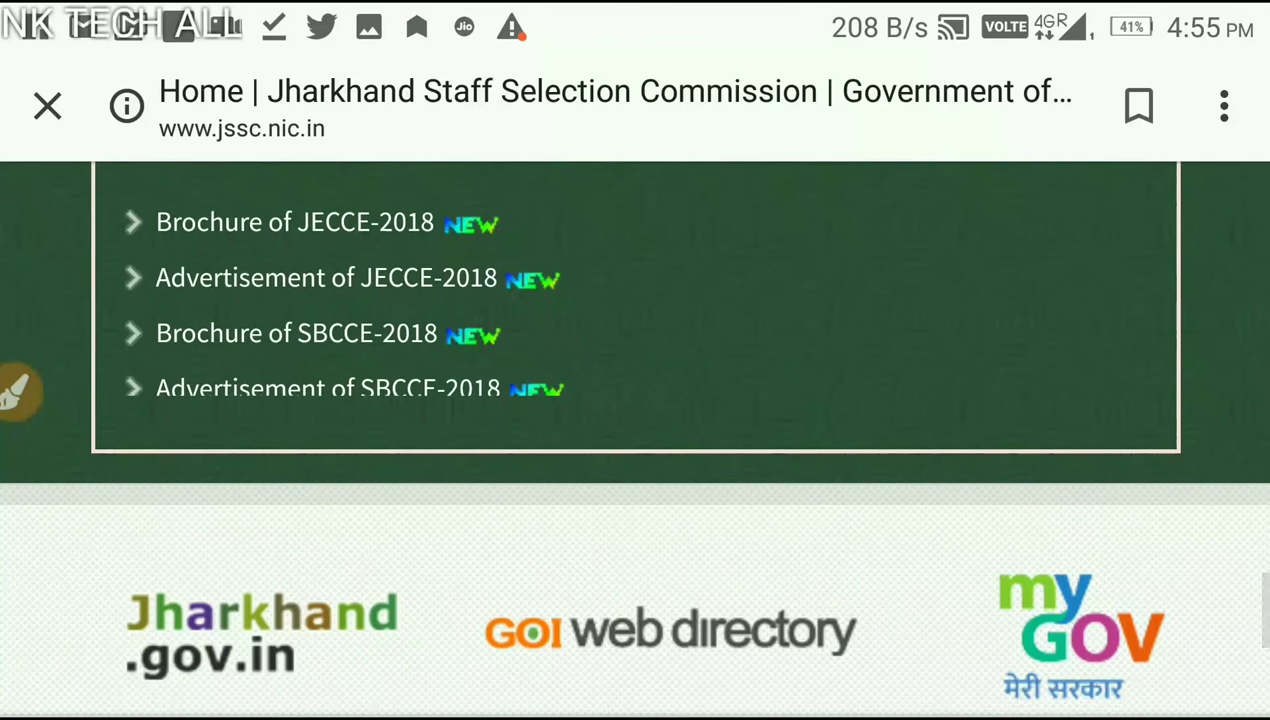 NK TECH ALL
Jio
208 B/s
VOLTE
4GR
1
41%
4:55 PM
Home | Jharkhand Staff Selection Commission | Government of...
www.jssc.nic.in
Brochure of JECCE-2018 NEW
Advertisement of JECCE-2018 NEW
Brochure of SBCCE-2018 NEW
Advertisement of SBCCE-2018 NEW
Jharkhand
.gov.in
GOI web directory
my
GOV
मेरी सरकार